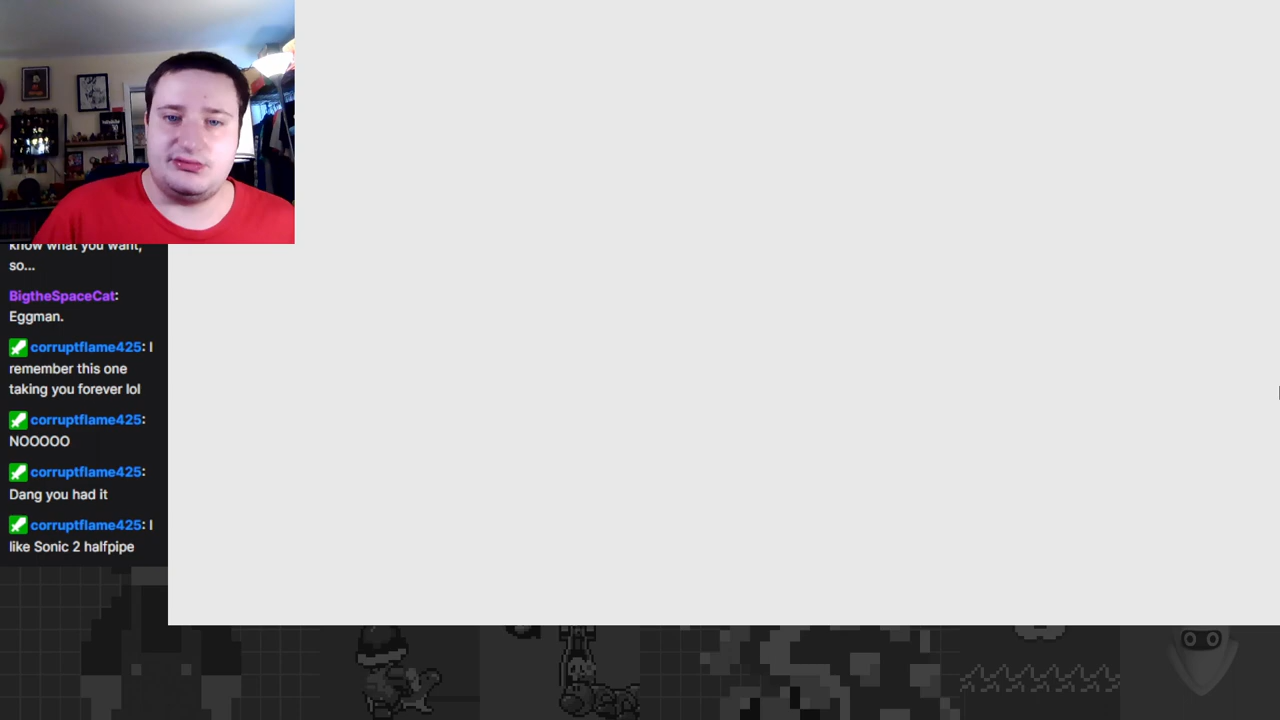 know what you want,
so...
BigtheSpaceCat:
Eggman.
corruptflame425: I
remember this one
taking you forever lol
corruptflame425:
NOOOOO
corruptflame425:
Dang you had it
corruptflame425: I
like Sonic 2 halfpipe